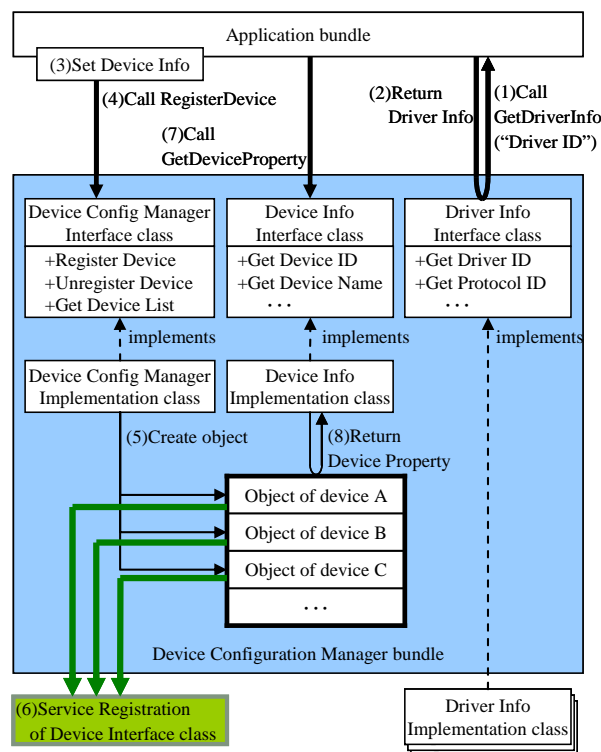 Application bundle
(3)Set Device Info
(4)Call RegisterDevice
(7)Call
GetDeviceProperty
(2)Return
Driver Info
(1)Call
GetDriverInfo
("Driver ID")
Device Config Manager
Interface class
+Register Device
+Unregister Device
+Get Device List
Device Info
Interface class
+Get Device ID
+Get Device Name
...
Driver Info
Interface class
+Get Driver ID
+Get Protocol ID
...
implements
implements
implements
Device Config Manager
Implementation class
Device Info
Implementation class
(5)Create object
(8)Return
Device Property
Object of device A
Object of device B
Object of device C
...
Device Configuration Manager bundle
(6)Service Registration
of Device Interface class
Driver Info
Implementation class